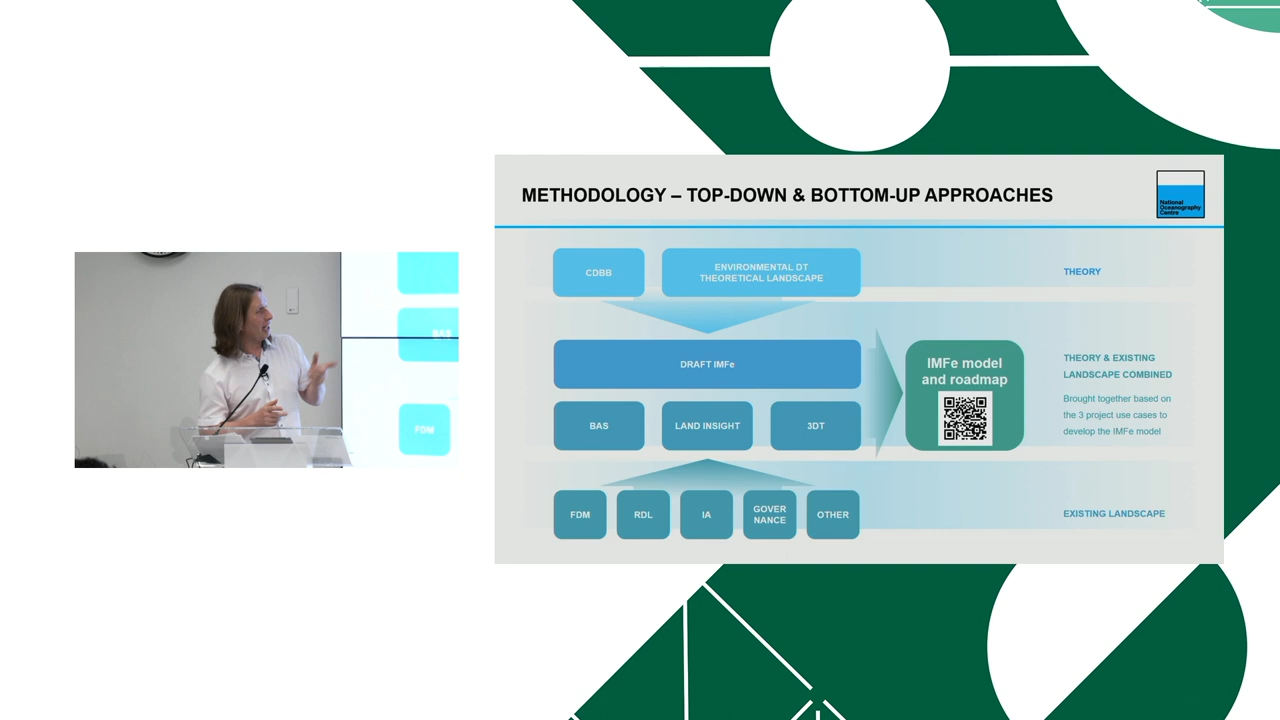 METHODOLOGY – TOP-DOWN & BOTTOM-UP APPROACHES
National
Oceanography
Centre
CDBB
ENVIRONMENTAL DT
THEORETICAL LANDSCAPE
THEORY
DRAFT IMFe
IMFe model
and roadmap
THEORY & EXISTING
LANDSCAPE COMBINED
Brought together based on
the 3 project use cases to
develop the IMFe model
BAS
LAND INSIGHT
3DT
FDM
RDL
IA
GOVER
NANCE
OTHER
EXISTING LANDSCAPE
BAS
FDM